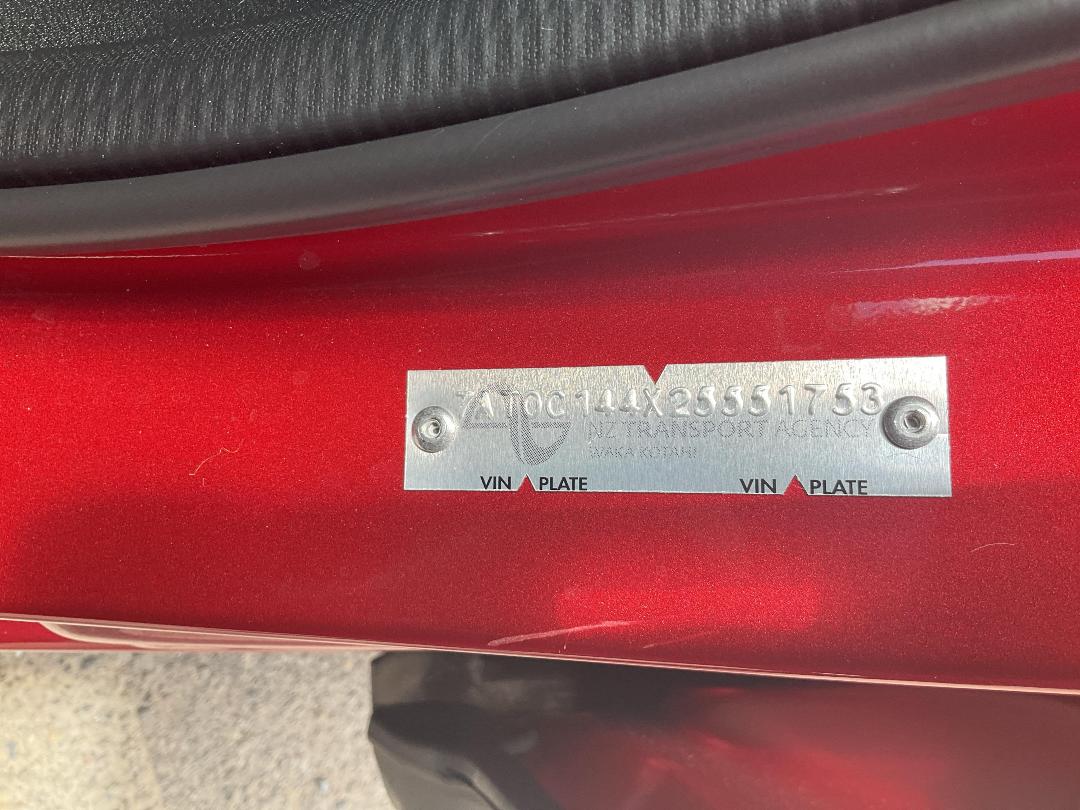 7AT0C144X25551753
NZ TRANSPORT AGENCY
WAKA KOTAHI
VIN PLATE VIN PLATE